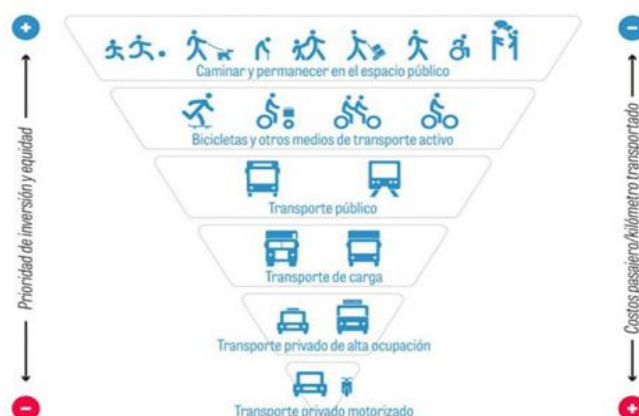 +
−
Caminar y permanecer en el espacio público
Bicicletas y otros medios de transporte activo
Transporte público
Transporte de carga
Transporte privado de alta ocupación
Transporte privado motorizado
−
+
Prioridad de inversión y equidad
Costos pasajero/kilómetro transportado